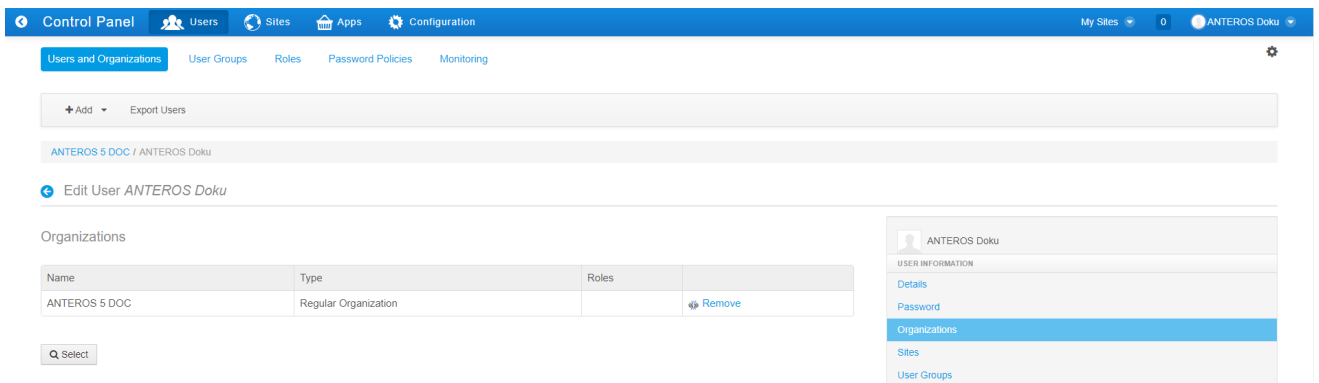 Control Panel Users Sites Apps Configuration My Sites 0 ANTEROS Doku
Users and Organizations User Groups Roles Password Policies Monitoring
Add Export Users
ANTEROS 5 DOC / ANTEROS Doku
Edit User ANTEROS Doku
Organizations
Name Type Roles
ANTEROS 5 DOC Regular Organization Remove
Select
ANTEROS Doku
USER INFORMATION
Details
Password
Organizations
Sites
User Groups